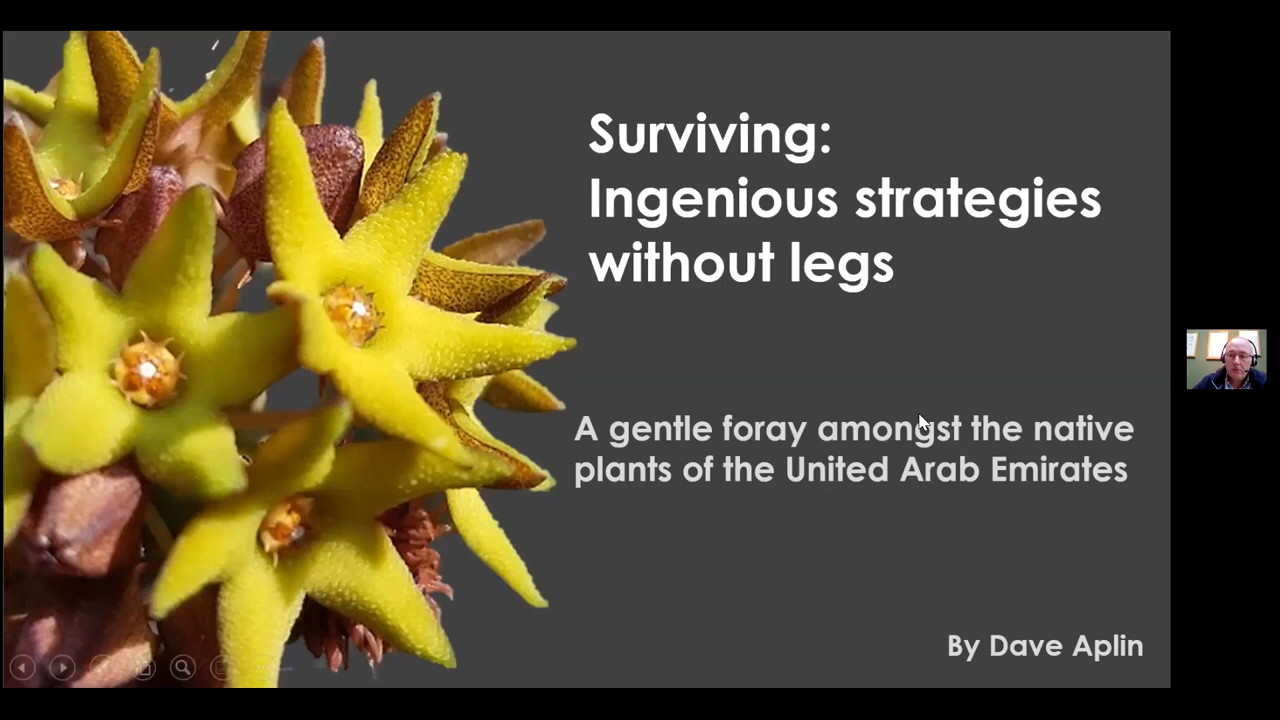 Surviving:
Ingenious strategies
without legs
A gentle foray amongst the native
plants of the United Arab Emirates
By Dave Aplin